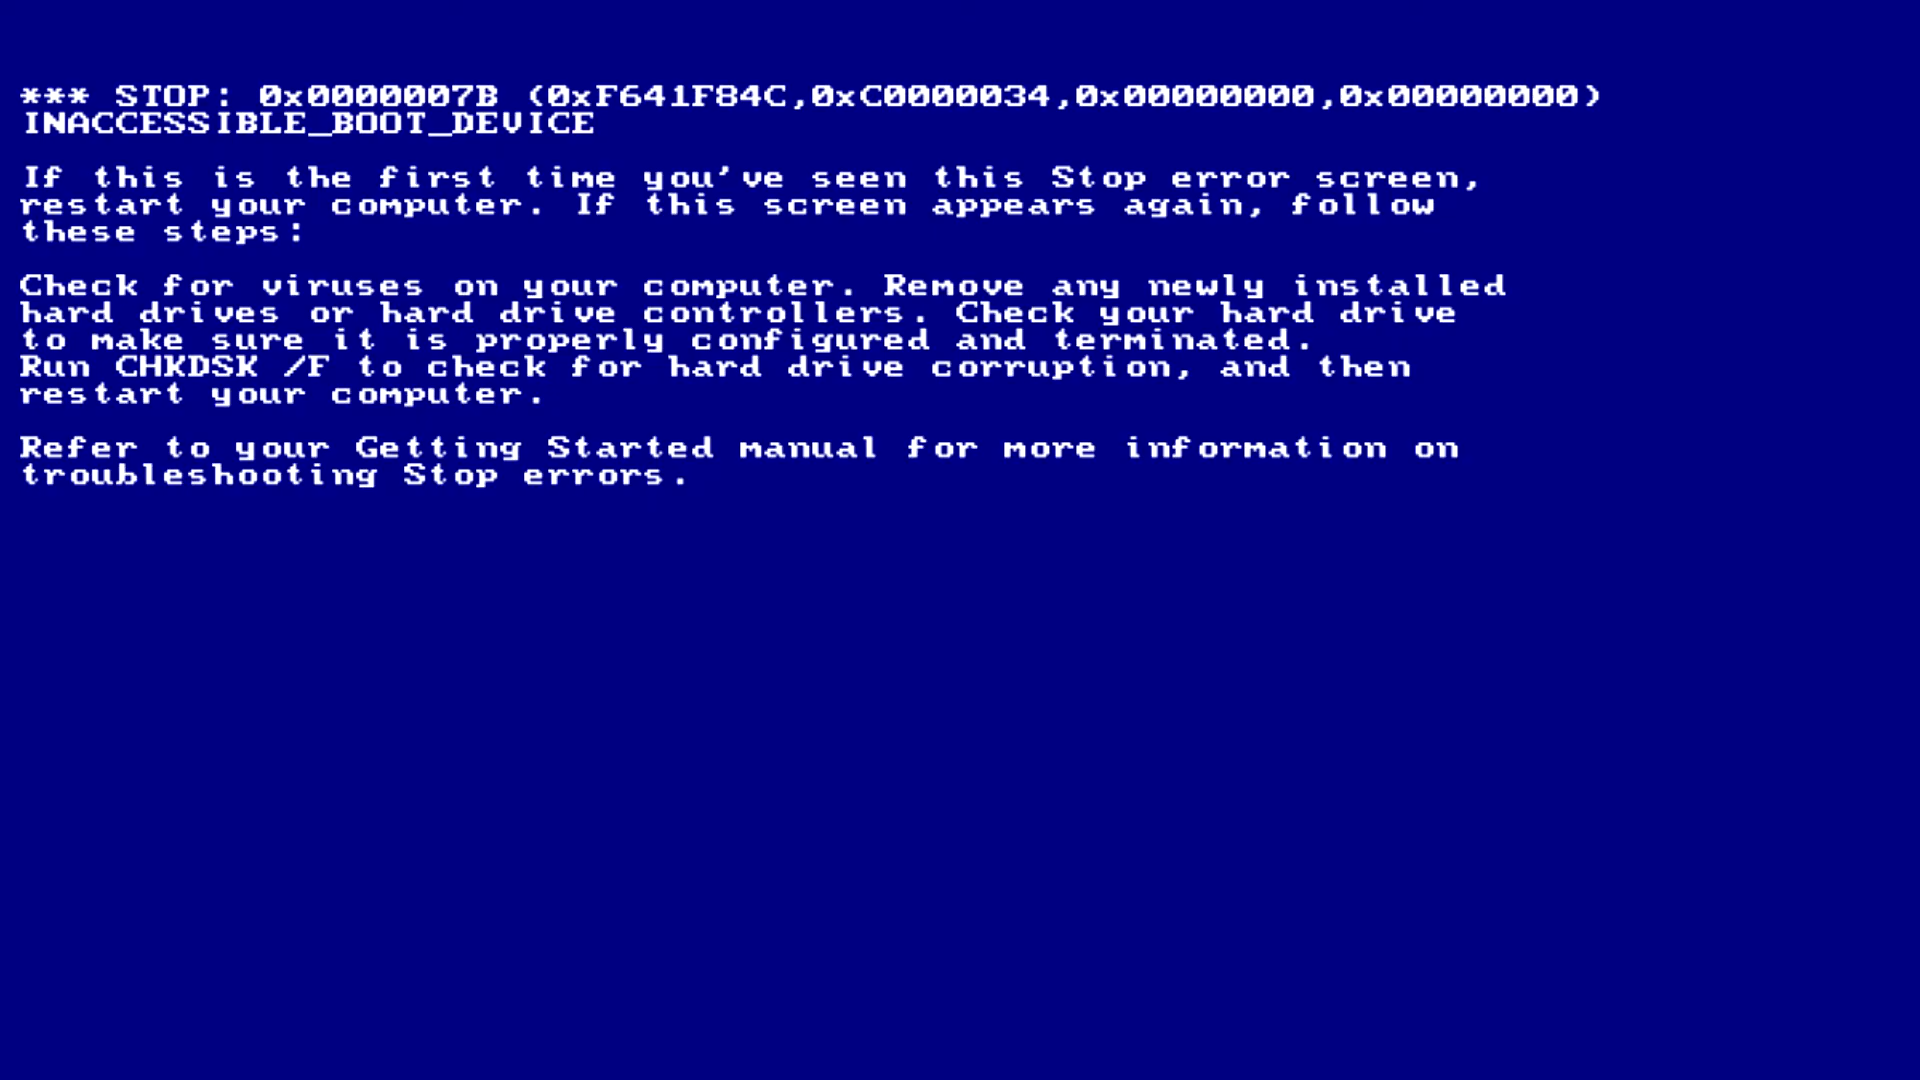 *** STOP: 0x0000007B (0xF641F84C,0xC0000034,0x00000000,0x00000000)
INACCESSIBLE_BOOT_DEVICE
If this is the first time you've seen this Stop error screen,
restart your computer. If this screen appears again, follow
these steps:
Check for viruses on your computer. Remove any newly installed
hard drives or hard drive controllers. Check your hard drive
to make sure it is properly configured and terminated.
Run CHKDSK /F to check for hard drive corruption, and then
restart your computer.
Refer to your Getting Started manual for more information on
troubleshooting Stop errors.